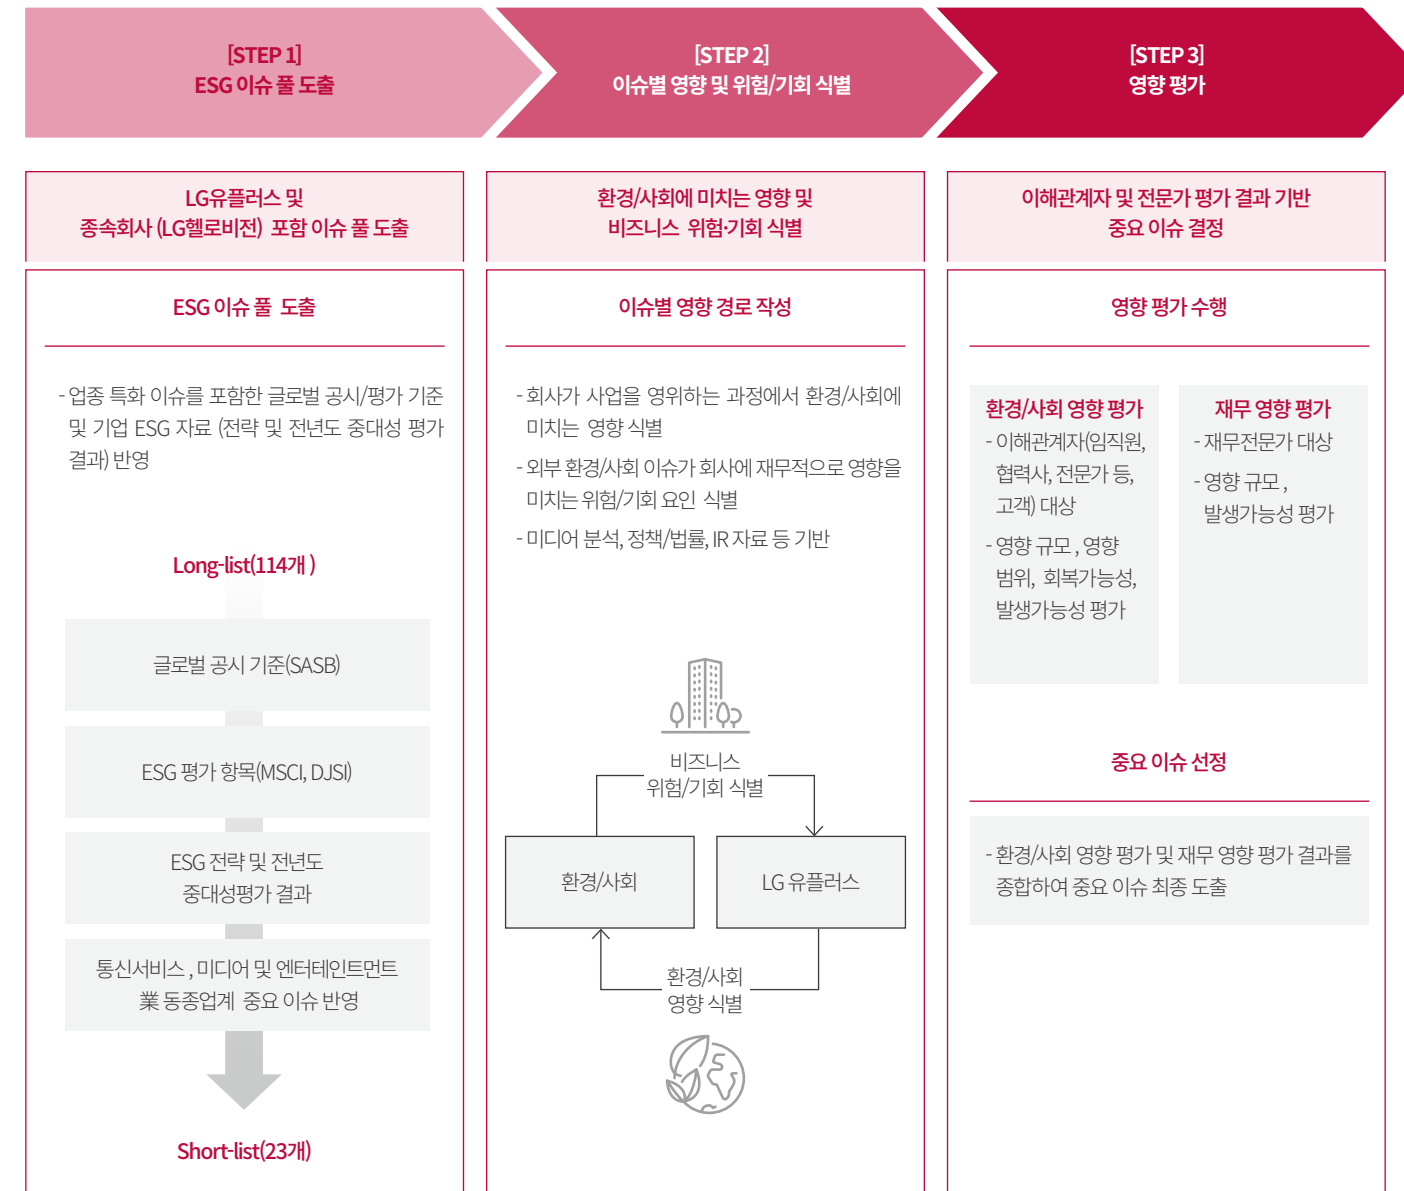 [STEP 1]
ESG 이슈 풀 도출
[STEP 2]
이슈별 영향 및 위험/기회 식별
[STEP 3]
영향 평가
LG유플러스 및
종속회사 (LG헬로비전) 포함 이슈 풀 도출
ESG 이슈 풀 도출
- 업종 특화 이슈를 포함한 글로벌 공시/평가 기준
및 기업 ESG 자료 (전략 및 전년도 중대성 평가
결과) 반영
Long-list(114개 )
글로벌 공시 기준(SASB)
ESG 평가 항목(MSCI, DJSI)
ESG 전략 및 전년도
중대성평가 결과
통신서비스 , 미디어 및 엔터테인트먼트
業 동종업계 중요 이슈 반영
Short-list(23개)
환경/사회에 미치는 영향 및
비즈니스 위험·기회 식별
이슈별 영향 경로 작성
- 회사가 사업을 영위하는 과정에서 환경/사회에
미치는 영향 식별
- 외부 환경/사회 이슈가 회사에 재무적으로 영향을
미치는 위험/기회 요인 식별
- 미디어 분석, 정책/법률, IR 자료 등 기반
비즈니스
위험/기회 식별
환경/사회
LG 유플러스
환경/사회
영향 식별
이해관계자 및 전문가 평가 결과 기반
중요 이슈 결정
영향 평가 수행
환경/사회 영향 평가
- 이해관계자(임직원,
협력사, 전문가 등,
고객) 대상
- 영향 규모 , 영향
범위, 회복가능성,
발생가능성 평가
재무 영향 평가
- 재무전문가 대상
- 영향 규모 ,
발생가능성 평가
중요 이슈 선정
- 환경/사회 영향 평가 및 재무 영향 평가 결과를
종합하여 중요 이슈 최종 도출